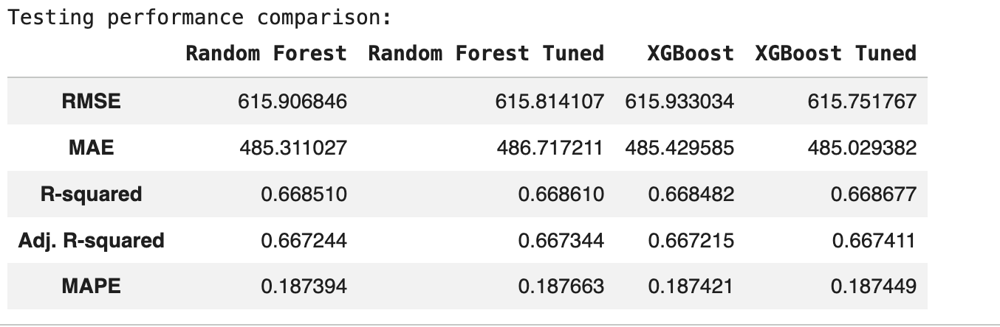 Testing performance comparison:
Random Forest Random Forest Tuned XGBoost XGBoost Tuned
RMSE 615.906846 615.814107 615.933034 615.751767
MAE 485.311027 486.717211 485.429585 485.029382
R-squared 0.668510 0.668610 0.668482 0.668677
Adj. R-squared 0.667244 0.667344 0.667215 0.667411
MAPE 0.187394 0.187663 0.187421 0.187449